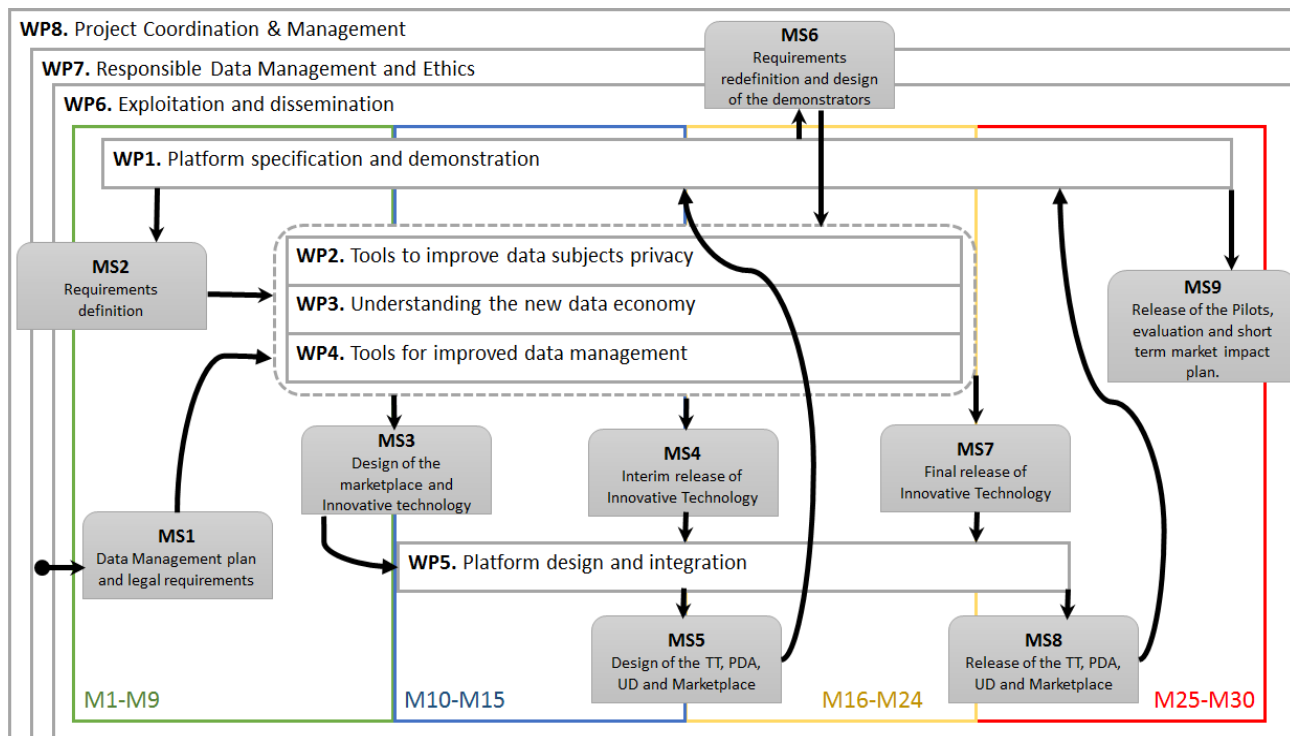 WP8. Project Coordination & Management
WP7. Responsible Data Management and Ethics
WP6. Exploitation and dissemination
MS6
Requirements
redefinition and design
of the demonstrators
WP1. Platform specification and demonstration
MS2
Requirements
definition
WP2. Tools to improve data subjects privacy
WP3. Understanding the new data economy
WP4. Tools for improved data management
MS9
Release of the Pilots,
evaluation and short
term market impact
plan.
MS3
Design of the
marketplace and
Innovative technology
MS4
Interim release of
Innovative Technology
MS7
Final release of
Innovative Technology
MS1
Data Management plan
and legal requirements
WP5. Platform design and integration
MS5
Design of the TT, PDA,
UD and Marketplace
MS8
Release of the TT, PDA,
UD and Marketplace
M1-M9
M10-M15
M16-M24
M25-M30